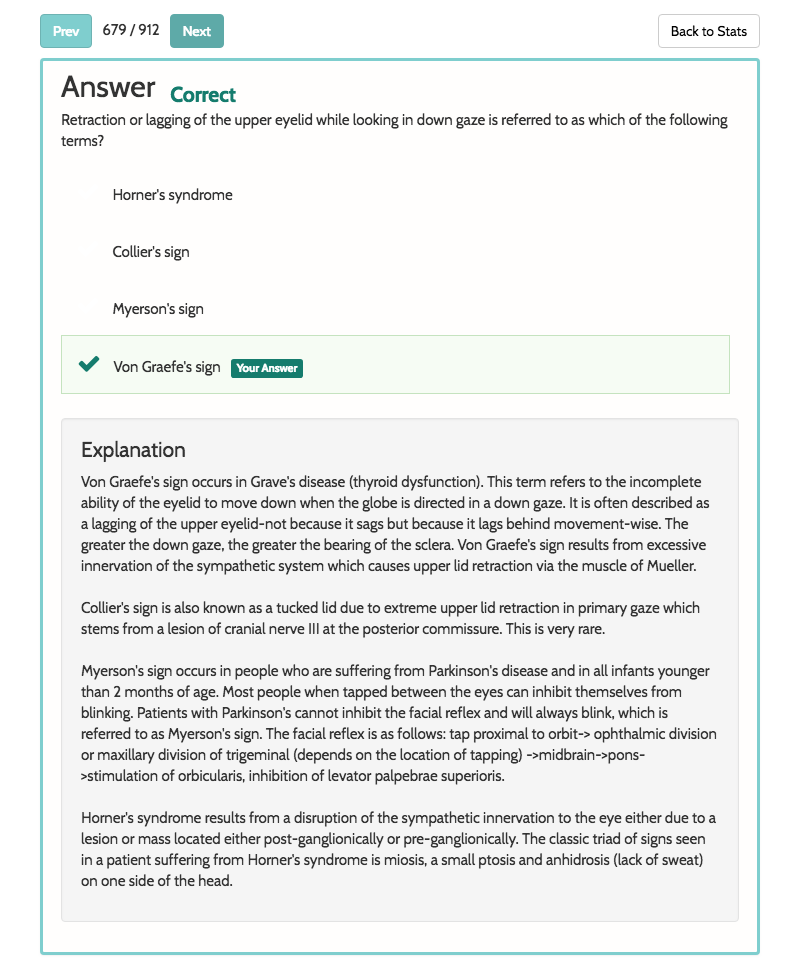 Prev 679 / 912 Next Back to Stats
Answer Correct
Retraction or lagging of the upper eyelid while looking in down gaze is referred to as which of the following
terms?
Horner's syndrome
Collier's sign
Myerson's sign
Von Graefe's sign Your Answer
Explanation
Von Graefe's sign occurs in Grave's disease (thyroid dysfunction). This term refers to the incomplete
ability of the eyelid to move down when the globe is directed in a down gaze. It is often described as
a lagging of the upper eyelid-not because it sags but because it lags behind movement-wise. The
greater the down gaze, the greater the bearing of the sclera. Von Graefe's sign results from excessive
innervation of the sympathetic system which causes upper lid retraction via the muscle of Mueller.
Collier's sign is also known as a tucked lid due to extreme upper lid retraction in primary gaze which
stems from a lesion of cranial nerve III at the posterior commissure. This is very rare.
Myerson's sign occurs in people who are suffering from Parkinson's disease and in all infants younger
than 2 months of age. Most people when tapped between the eyes can inhibit themselves from
blinking. Patients with Parkinson's cannot inhibit the facial reflex and will always blink, which is
referred to as Myerson's sign. The facial reflex is as follows: tap proximal to orbit-> ophthalmic division
or maxillary division of trigeminal (depends on the location of tapping) ->midbrain->pons-
>stimulation of orbicularis, inhibition of levator palpebrae superioris.
Horner's syndrome results from a disruption of the sympathetic innervation to the eye either due to a
lesion or mass located either post-ganglionically or pre-ganglionically. The classic triad of signs seen
in a patient suffering from Horner's syndrome is miosis, a small ptosis and anhidrosis (lack of sweat)
on one side of the head.